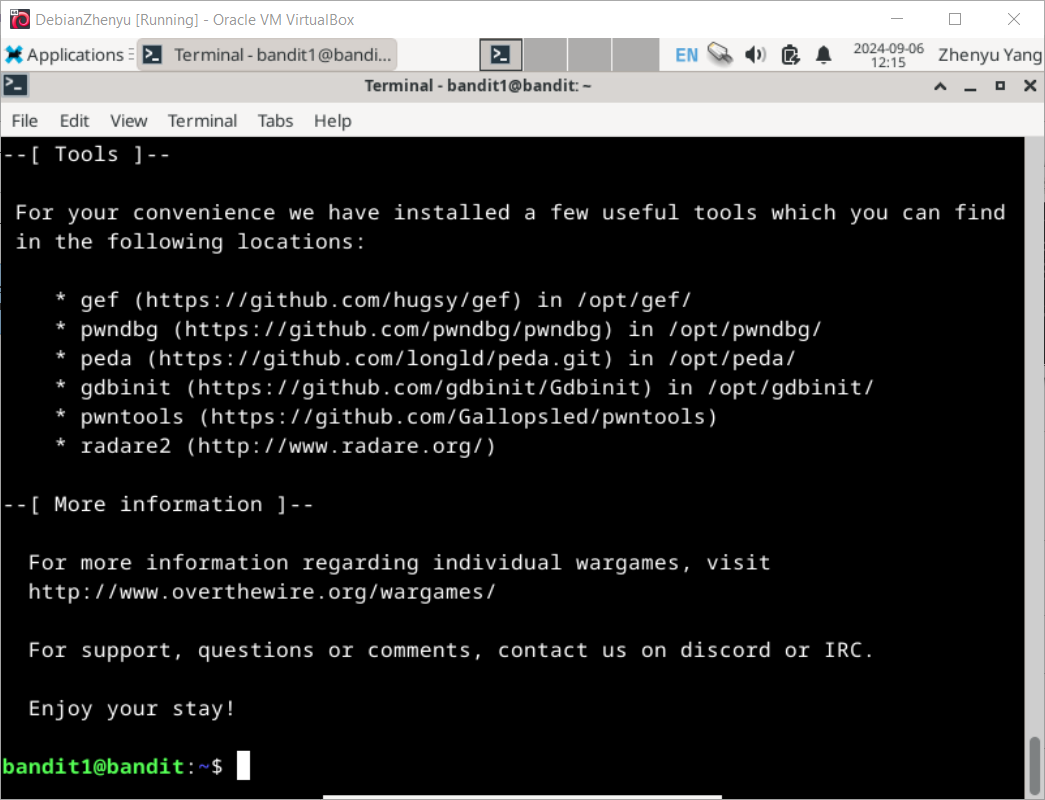 DebianZhenyu [Running] - Oracle VM VirtualBox
Applications Terminal - bandit1@bandi... EN 2024-09-06 12:15 Zhenyu Yang
Terminal - bandit1@bandit: ~
File Edit View Terminal Tabs Help
--[ Tools ]--
For your convenience we have installed a few useful tools which you can find
in the following locations:
* gef (https://github.com/hugsy/gef) in /opt/gef/
* pwndbg (https://github.com/pwndbg/pwndbg) in /opt/pwndbg/
* peda (https://github.com/longld/peda.git) in /opt/peda/
* gdbinit (https://github.com/gdbinit/Gdbinit) in /opt/gdbinit/
* pwntools (https://github.com/Gallopsled/pwntools)
* radare2 (http://www.radare.org/)
--[ More information ]--
For more information regarding individual wargames, visit
http://www.overthewire.org/wargames/
For support, questions or comments, contact us on discord or IRC.
Enjoy your stay!
bandit1@bandit:~$